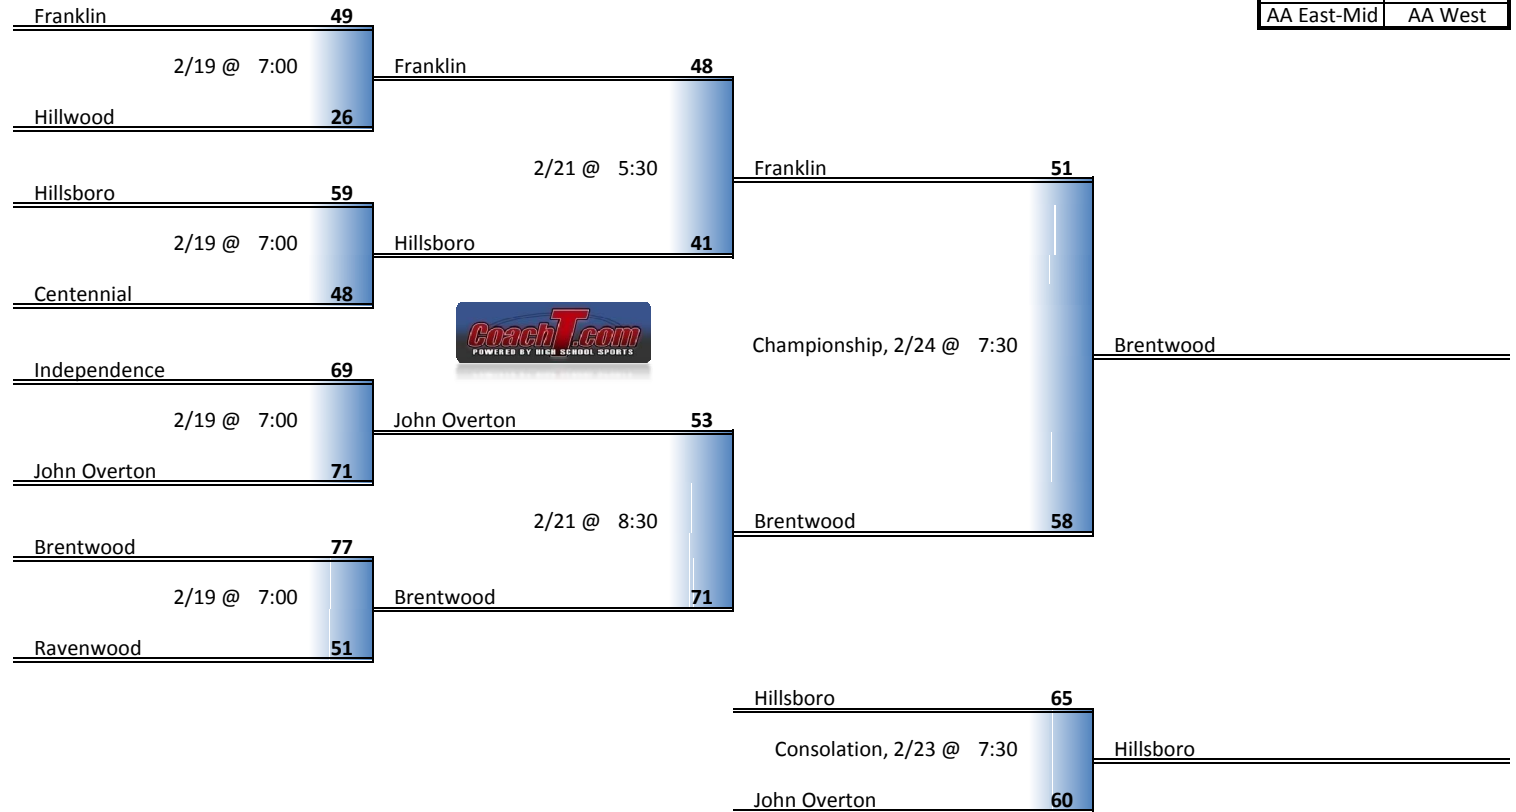 AA East-Mid AA West
Franklin 49
2/19 @ 7:00
Hillwood 26
Hillsboro 59
2/19 @ 7:00
Centennial 48
Independence 69
2/19 @ 7:00
John Overton 71
Brentwood 77
2/19 @ 7:00
Ravenwood 51
Franklin 48
2/21 @ 5:30
Hillsboro 41
CoachT.com
POWERED BY HIGH SCHOOL SPORTS
John Overton 53
2/21 @ 8:30
Brentwood 71
Franklin 51
Championship, 2/24 @ 7:30
Brentwood 58
Brentwood
Hillsboro 65
Consolation, 2/23 @ 7:30
John Overton 60
Hillsboro